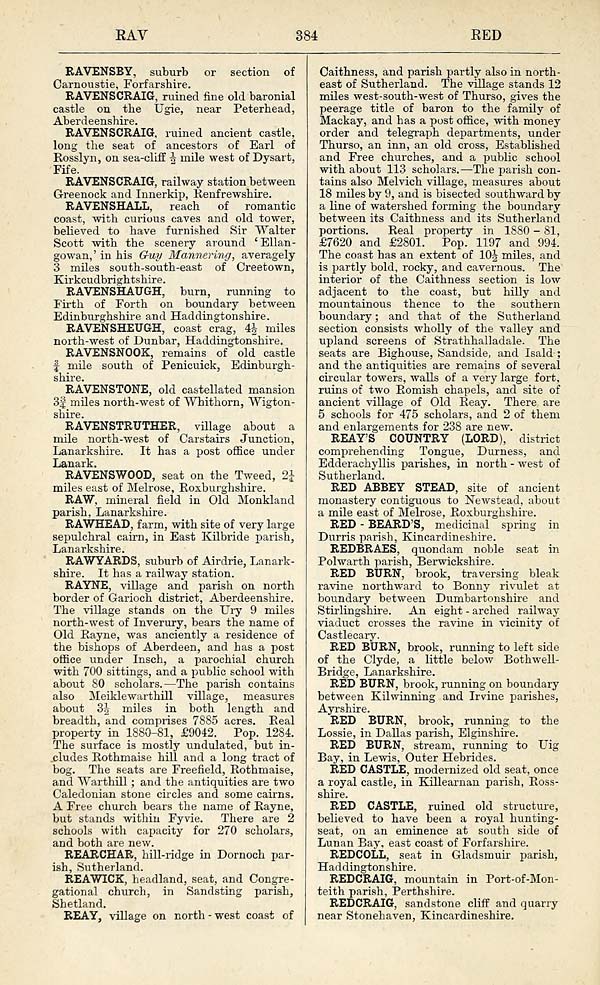 RAV 384 RED
RAVENSBY, suburb or section of
Carnoustie, Forfarshire.
RAVENSCRAIG, ruined fine old baronial
castle on the Ugie, near Peterhead,
Aberdeenshire.
RAVENSCRAIG, ruined ancient castle,
long the seat of ancestors of Earl of
Rosslyn, on sea-cliff ½ mile west of Dysart,
Fife.
RAVENSCRAIG, railway station between
Greenock and Innerkip, Renfrewshire.
RAVENSHALL, reach of romantic
coast, with curious caves and old tower,
believed to have furnished Sir Walter
Scott with the scenery around ‘Ellan-
gowan,’ in his Guy Mannering, averagely
3 miles south-south-east of Creetown,
Kirkcudbrightshire.
RAVENSHAUGH, burn, running to
Firth of Forth on boundary between
Edinburghshire and Haddingtonshire.
RAVENSHEUGH, coast crag, 4½ miles
north-west of Dunbar, Haddingtonshire.
RAVENSNOOK, remains of old castle
¾ mile south of Penicuick, Edinburgh-
shire.
RAVENSTONE, old castellated mansion
3¾ miles north-west of Whithorn, Wigton-
shire.
RAVENSTRUTHER, village about a
mile north-west of Carstairs Junction,
Lanarkshire. It has a post office under
Lanark.
RAVENSWOOD, seat on the Tweed, 2¼
miles east of Melrose, Roxburghshire.
RAW, mineral field in Old Monkland
parish, Lanarkshire.
RAWHEAD, farm, with site of very large
sepulchral cairn, in East Kilbride parish,
Lanarkshire.
RAWYARDS, suburb of Airdrie, Lanark-
shire. It has a railway station.
RAYNE, village and parish on north
border of Garioch district, Aberdeenshire.
The village stands on the Ury 9 miles
north-west of Inverury, bears the name of
Old Rayne, was anciently a residence of
the bishops of Aberdeen, and has a post
office under Insch, a parochial church
with 700 sittings, and a public school with
about 80 scholars.—The parish contains
also Meiklewarthill village, measures
about 3½ miles in both length and
breadth, and comprises 7885 acres. Real
property in 1880-81, £9042. Pop. 1284.
The surface is mostly undulated, but in-
cludes Rothmaise hill and a long tract of
bog. The seats are Freefield, Rothmaise,
and Warthill; and the antiquities are two
Caledonian stone circles and some cairns.
A Free church bears the name of Rayne,
but stands within Fyvie. There are 2
schools with capacity for 270 scholars,
and both are new.
REARCHAR, hill-ridge in Dornoch par-
ish, Sutherland.
REAWICK, headland, seat, and Congre-
gational church, in Sandsting parish,
Shetland.
REAY, village on north-west coast of
Caithness, and parish partly also in north-
east of Sutherland. The village stands 12
miles west-south-west of Thurso, gives the
peerage title of baron to the family of
Mackay, and has a post office, with money
order and telegraph departments, under
Thurso, an inn, an old cross, Established
and Free churches, and a public school
with about 113 scholars.—The parish con-
tains also Melvich village, measures about
18 miles by 9, and is bisected southward by
a line of watershed forming the boundary
between its Caithness and its Sutherland
portions. Real property in 1880-81,
£7620 and £2801. Pop. 1197 and 994.
The coast has an extent of 10½ miles, and
is partly bold, rocky, and cavernous. The
interior of the Caithness section is low
adjacent to the coast, but hilly and
mountainous thence to the southern
boundary; and that of the Sutherland
section consists wholly of the valley and
upland screens of Strathhalladale. The
seats are Bighouse, Sandside, and Isald;
and the antiquities are remains of several
circular towers, walls of a very large fort,
ruins of two Romish chapels, and site of
ancient village of Old Reay. There are
5 schools for 475 scholars, and 2 of them
and enlargements for 238 are new.
REAY'S COUNTRY (LORD), district
comprehending Tongue, Durness, and
Edderachyllis parishes, in north-west of
Sutherland.
RED ABBEY STEAD, site of ancient
monastery contiguous to Newstead, about
a mile east of Melrose, Roxburghshire.
RED-BEARD'S, medicinal spring in
Durris parish, Kincardineshire.
REDBRAES, quondam noble seat in
Polwarth parish, Berwickshire.
RED BURN, brook, traversing bleak
ravine northward to Bonny rivulet at
boundary between Dumbartonshire and
Stirlingshire. An eight-arched railway
viaduct crosses the ravine in vicinity of
Castlecary.
RED BURN, brook, running to left side
of the Clyde, a little below Bothwell-
Bridge, Lanarkshire.
RED BURN, brook, running on boundary
between Kilwinning and Irvine parishes,
Ayrshire.
RED BURN, brook, running to the
Lossie, in Dallas parish, Elginshire.
RED BURN, stream, running to Uig
Bay, in Lewis, Outer Hebrides.
RED CASTLE, modernized old seat, once
a royal castle, in Killearnan parish, Ross-
shire.
RED CASTLE, ruined old structure,
believed to have been a royal hunting-
seat, on an eminence at south side of
Lunan Bay, east coast of Forfarshire.
REDCOLL, seat in Gladsmuir parish,
Haddingtonshire.
REDCRAIG, mountain in Port-of-Mon-
teith parish, Perthshire.
REDCRAIG, sandstone cliff and quarry
near Stonehaven, Kincardineshire.